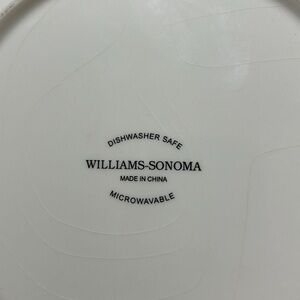 DISHWASHER SAFE
WILLIAMS-SONOMA
MADE IN CHINA
MICROWAVABLE